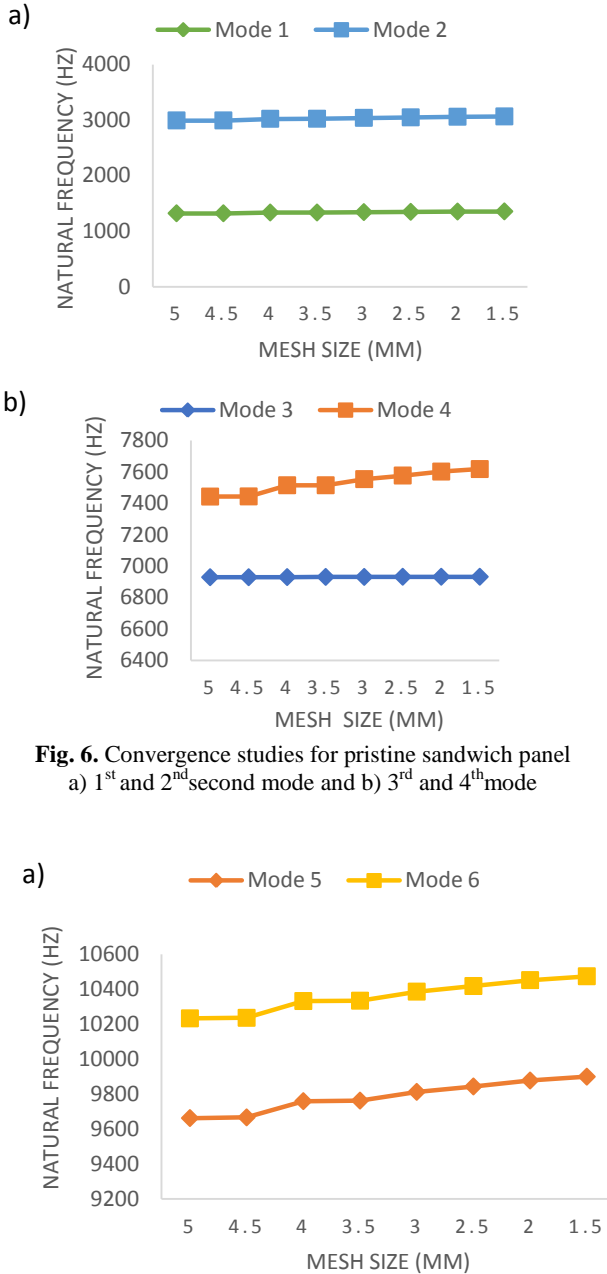 a)
Mode 1 Mode 2
NATURAL FREQUENCY (HZ)
4000
3000
2000
1000
0
5 4.5 4 3.5 3 2.5 2 1.5
MESH SIZE (MM)
b)
Mode 3 Mode 4
NATURAL FREQUENCY (HZ)
7800
7600
7400
7200
7000
6800
6600
6400
5 4.5 4 3.5 3 2.5 2 1.5
MESH SIZE (MM)
Fig. 6. Convergence studies for pristine sandwich panel
a) 1st and 2nd second mode and b) 3rd and 4th mode
a)
Mode 5 Mode 6
NATURAL FREQUENCY (HZ)
10600
10400
10200
10000
9800
9600
9400
9200
5 4.5 4 3.5 3 2.5 2 1.5
MESH SIZE (MM)